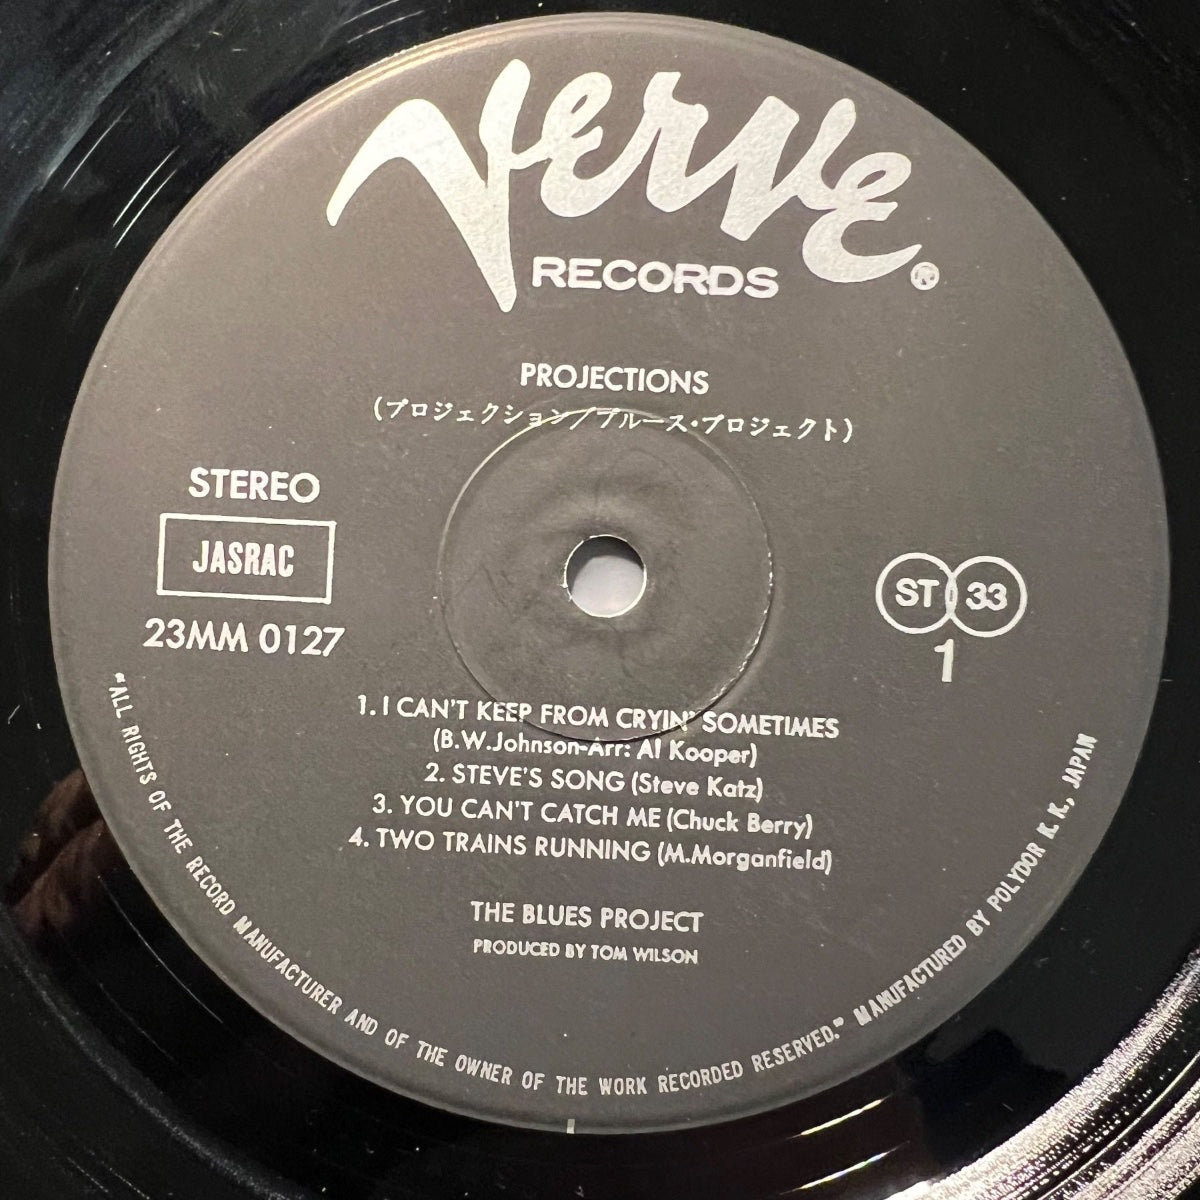 Verve
RECORDS ®
PROJECTIONS
(プロジェクション/ブルース・プロジェクト)
STEREO
JASRAC
23MM 0127
ST 33
1
1. I CAN'T KEEP FROM CRYIN' SOMETIMES
(B.W.Johnson-Arr: Al Kooper)
2. STEVE'S SONG (Steve Katz)
3. YOU CAN'T CATCH ME (Chuck Berry)
4. TWO TRAINS RUNNING (M.Morganfield)
THE BLUES PROJECT
PRODUCED BY TOM WILSON
"ALL RIGHTS OF THE RECORD MANUFACTURER AND OF THE OWNER OF THE WORK RECORDED RESERVED." MANUFACTURED BY POLYDOR K. K., JAPAN